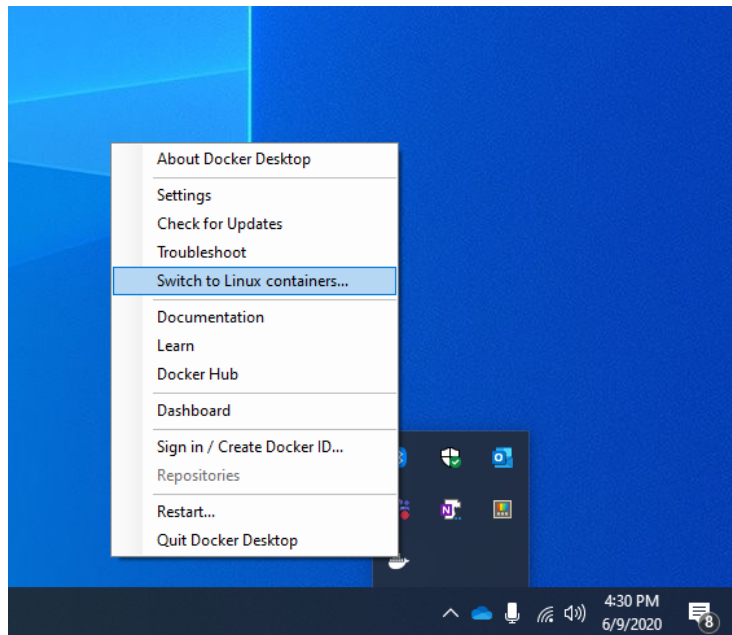 About Docker Desktop
Settings
Check for Updates
Troubleshoot
Switch to Linux containers...
Documentation
Learn
Docker Hub
Dashboard
Sign in / Create Docker ID...
Repositories
Restart...
Quit Docker Desktop
4:30 PM
6/9/2020
8